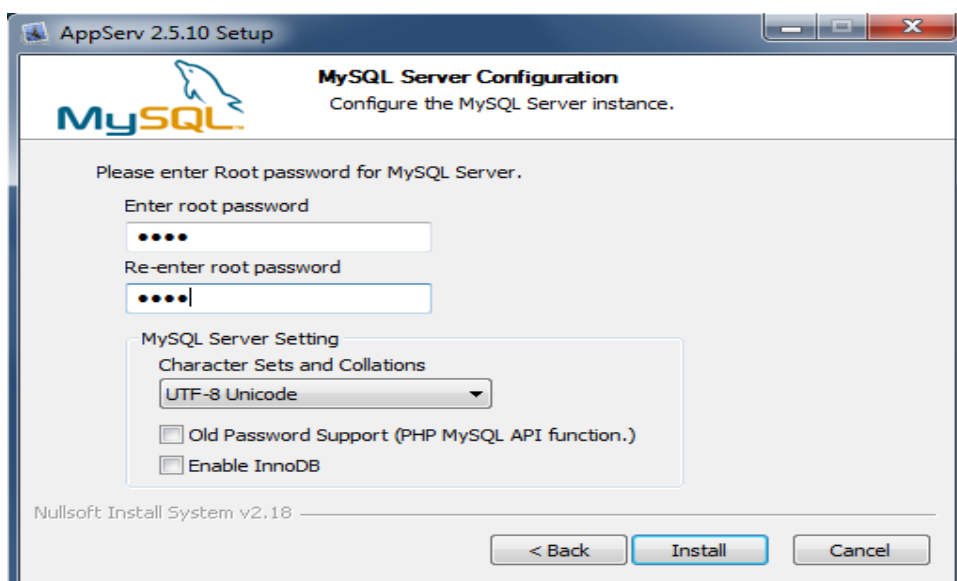 AppServ 2.5.10 Setup
MySQL
MySQL Server Configuration
Configure the MySQL Server instance.
Please enter Root password for MySQL Server.
Enter root password
••••
Re-enter root password
••••
MySQL Server Setting
Character Sets and Collations
UTF-8 Unicode
Old Password Support (PHP MySQL API function.)
Enable InnoDB
Nullsoft Install System v2.18
< Back Install Cancel